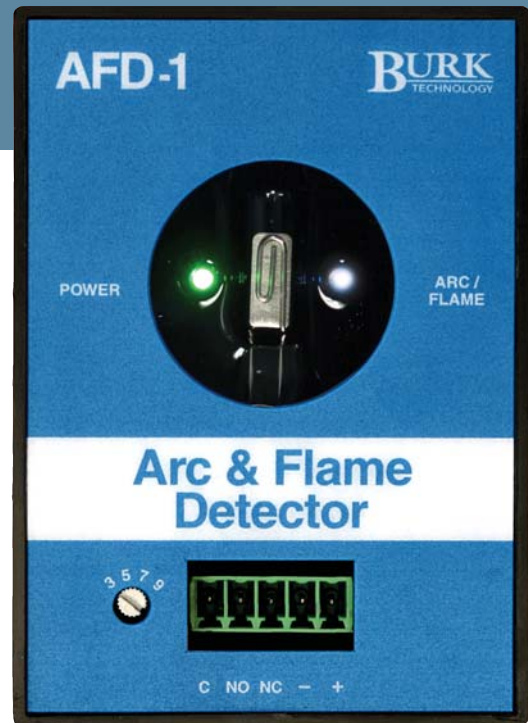 AFD-1
BURK
TECHNOLOGY
POWER
ARC /
FLAME
Arc & Flame
Detector
3 5 7 9
C NO NC − +